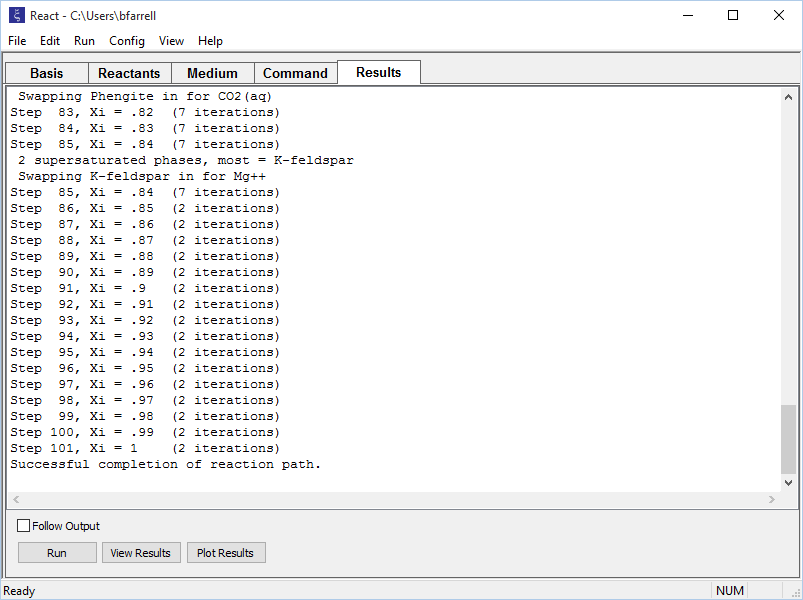 React - C:\Users\bfarrell
File Edit Run Config View Help
Basis Reactants Medium Command Results
Swapping Phengite in for CO2(aq)
Step 83, Xi = .82 (7 iterations)
Step 84, Xi = .83 (7 iterations)
Step 85, Xi = .84 (7 iterations)
2 supersaturated phases, most = K-feldspar
Swapping K-feldspar in for Mg++
Step 85, Xi = .84 (7 iterations)
Step 86, Xi = .85 (2 iterations)
Step 87, Xi = .86 (2 iterations)
Step 88, Xi = .87 (2 iterations)
Step 89, Xi = .88 (2 iterations)
Step 90, Xi = .89 (2 iterations)
Step 91, Xi = .9 (2 iterations)
Step 92, Xi = .91 (2 iterations)
Step 93, Xi = .92 (2 iterations)
Step 94, Xi = .93 (2 iterations)
Step 95, Xi = .94 (2 iterations)
Step 96, Xi = .95 (2 iterations)
Step 97, Xi = .96 (2 iterations)
Step 98, Xi = .97 (2 iterations)
Step 99, Xi = .98 (2 iterations)
Step 100, Xi = .99 (2 iterations)
Step 101, Xi = 1 (2 iterations)
Successful completion of reaction path.
Follow Output
Run View Results Plot Results
Ready NUM